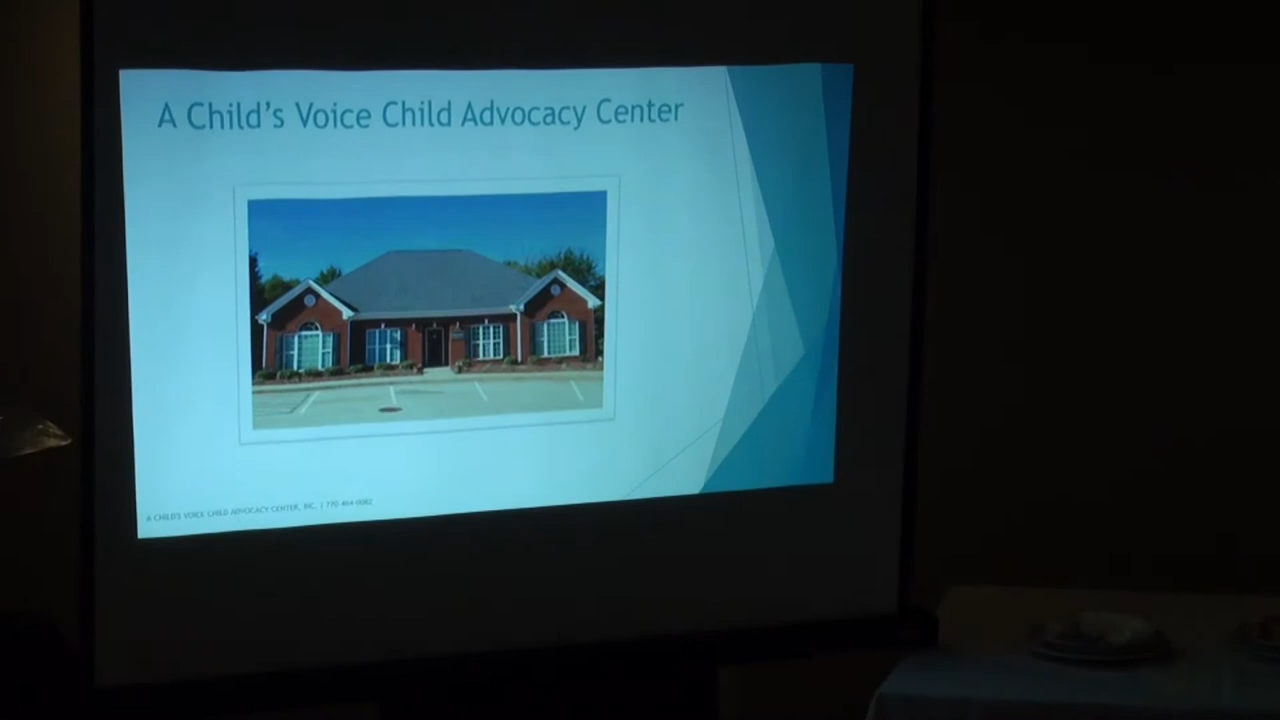 A Child's Voice Child Advocacy Center
A CHILD'S VOICE CHILD ADVOCACY CENTER, INC. | 770-464-0082